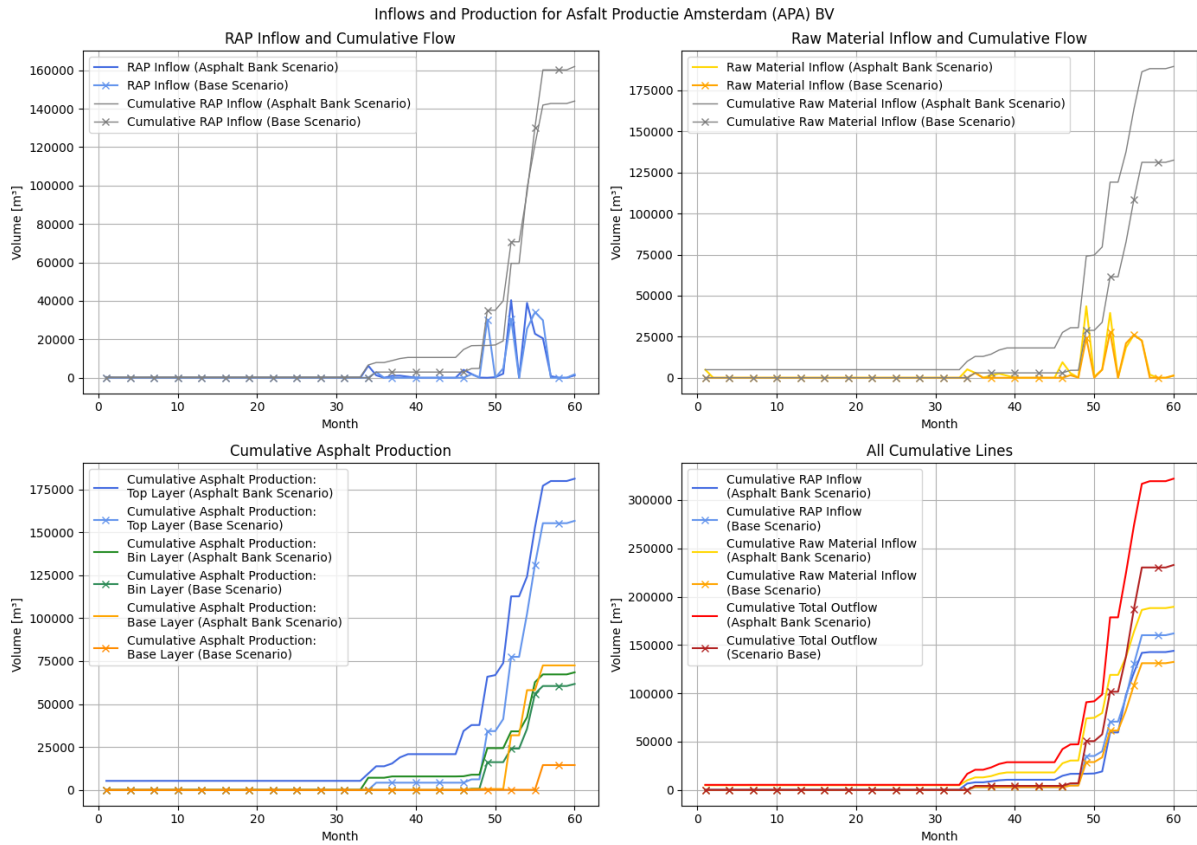 Inflows and Production for Asfalt Productie Amsterdam (APA) BV
RAP Inflow and Cumulative Flow
RAP Inflow (Asphalt Bank Scenario)
RAP Inflow (Base Scenario)
Cumulative RAP Inflow (Asphalt Bank Scenario)
Cumulative RAP Inflow (Base Scenario)
160000
140000
120000
100000
80000
60000
40000
20000
0
Volume [m³]
0 10 20 30 40 50 60
Month
Raw Material Inflow and Cumulative Flow
Raw Material Inflow (Asphalt Bank Scenario)
Raw Material Inflow (Base Scenario)
Cumulative Raw Material Inflow (Asphalt Bank Scenario)
Cumulative Raw Material Inflow (Base Scenario)
175000
150000
125000
100000
75000
50000
25000
0
Volume [m³]
0 10 20 30 40 50 60
Month
Cumulative Asphalt Production
Cumulative Asphalt Production:
Top Layer (Asphalt Bank Scenario)
Cumulative Asphalt Production:
Top Layer (Base Scenario)
Cumulative Asphalt Production:
Bin Layer (Asphalt Bank Scenario)
Cumulative Asphalt Production:
Bin Layer (Base Scenario)
Cumulative Asphalt Production:
Base Layer (Asphalt Bank Scenario)
Cumulative Asphalt Production:
Base Layer (Base Scenario)
175000
150000
125000
100000
75000
50000
25000
0
Volume [m³]
0 10 20 30 40 50 60
Month
All Cumulative Lines
Cumulative RAP Inflow
(Asphalt Bank Scenario)
Cumulative RAP Inflow
(Base Scenario)
Cumulative Raw Material Inflow
(Asphalt Bank Scenario)
Cumulative Raw Material Inflow
(Base Scenario)
Cumulative Total Outflow
(Asphalt Bank Scenario)
Cumulative Total Outflow
(Scenario Base)
300000
250000
200000
150000
100000
50000
0
Volume [m³]
0 10 20 30 40 50 60
Month